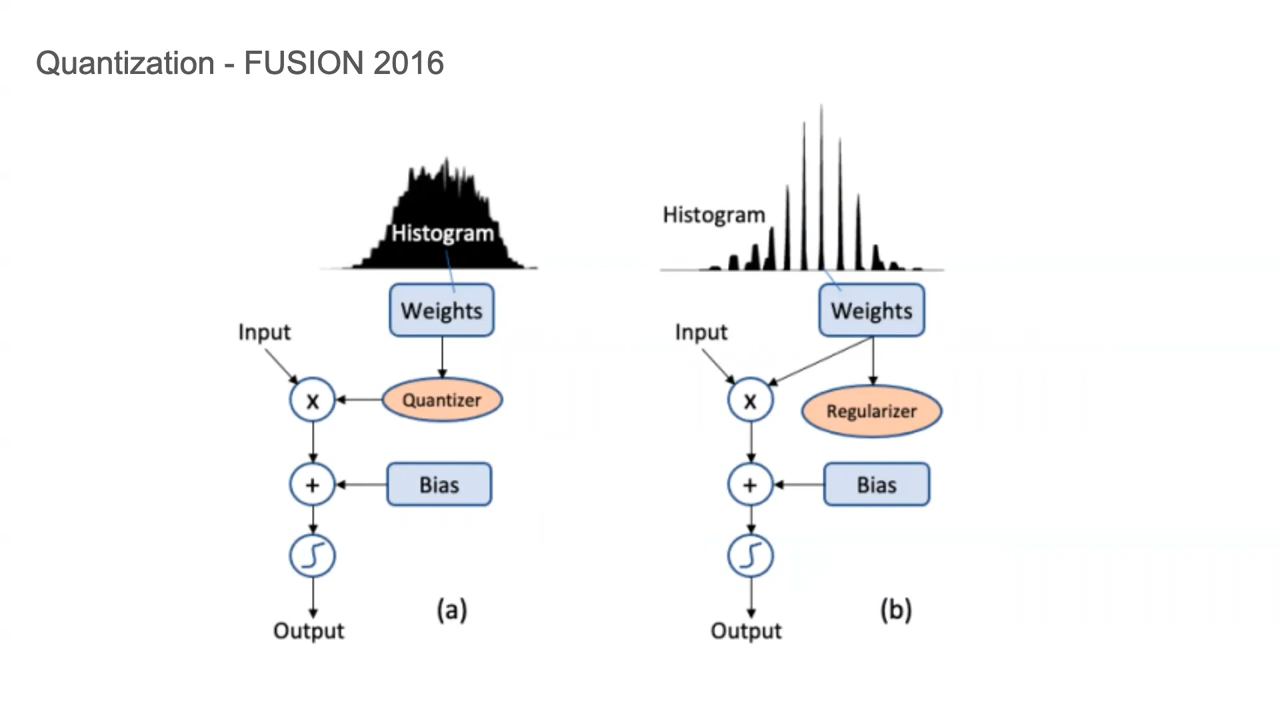 Quantization - FUSION 2016
Histogram
Weights
Input
x
Quantizer
+
Bias
Output
(a)
Histogram
Weights
Input
x
Regularizer
+
Bias
Output
(b)